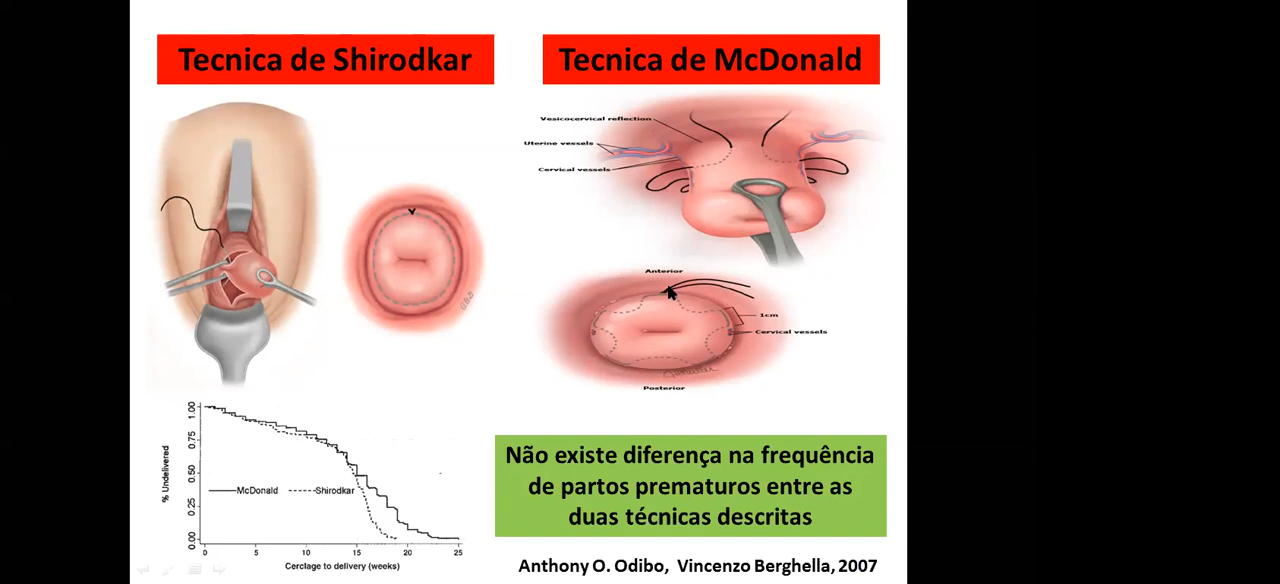 Tecnica de Shirodkar
Tecnica de McDonald
Vesicocervical reflection
Uterine vessels
Cervical vessels
Anterior
1cm
Cervical vessels
Posterior
% Undelivered
1.00
0.75
0.50
0.25
0.00
McDonald
Shirodkar
0 5 10 15 20 25
Cerclage to delivery (weeks)
Não existe diferença na frequência
de partos prematuros entre as
duas técnicas descritas
Anthony O. Odibo, Vincenzo Berghella, 2007